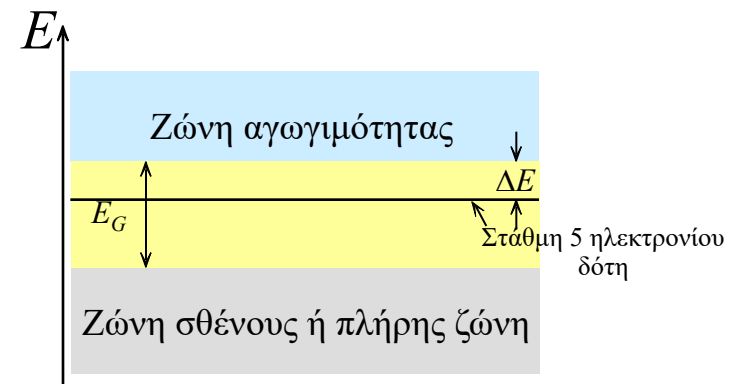 E
Ζώνη αγωγιμότητας
ΔE
E_G
Στάθμη 5 ηλεκτρονίου
δότη
Ζώνη σθένους ή πλήρης ζώνη